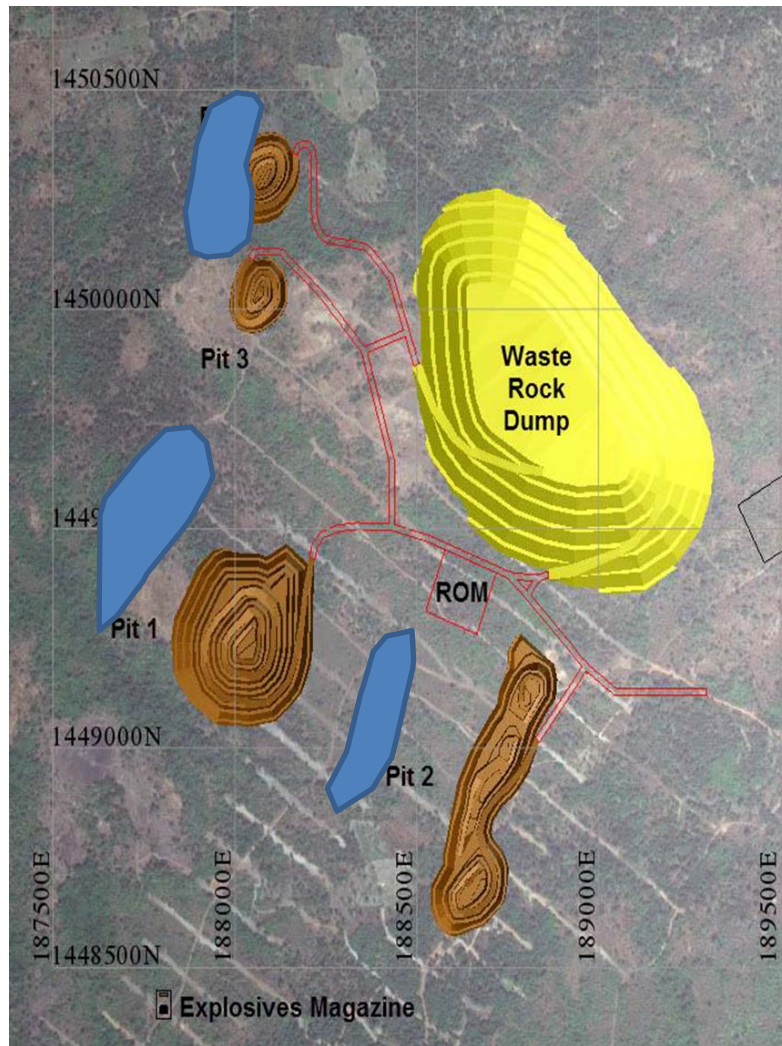 1450500N
1450000N
Waste
Rock
Dump
Pit 3
1449
ROM
Pit 1
1449000N
Pit 2
187500E
188000E
188500E
189000E
189500E
1448500N
Explosives Magazine